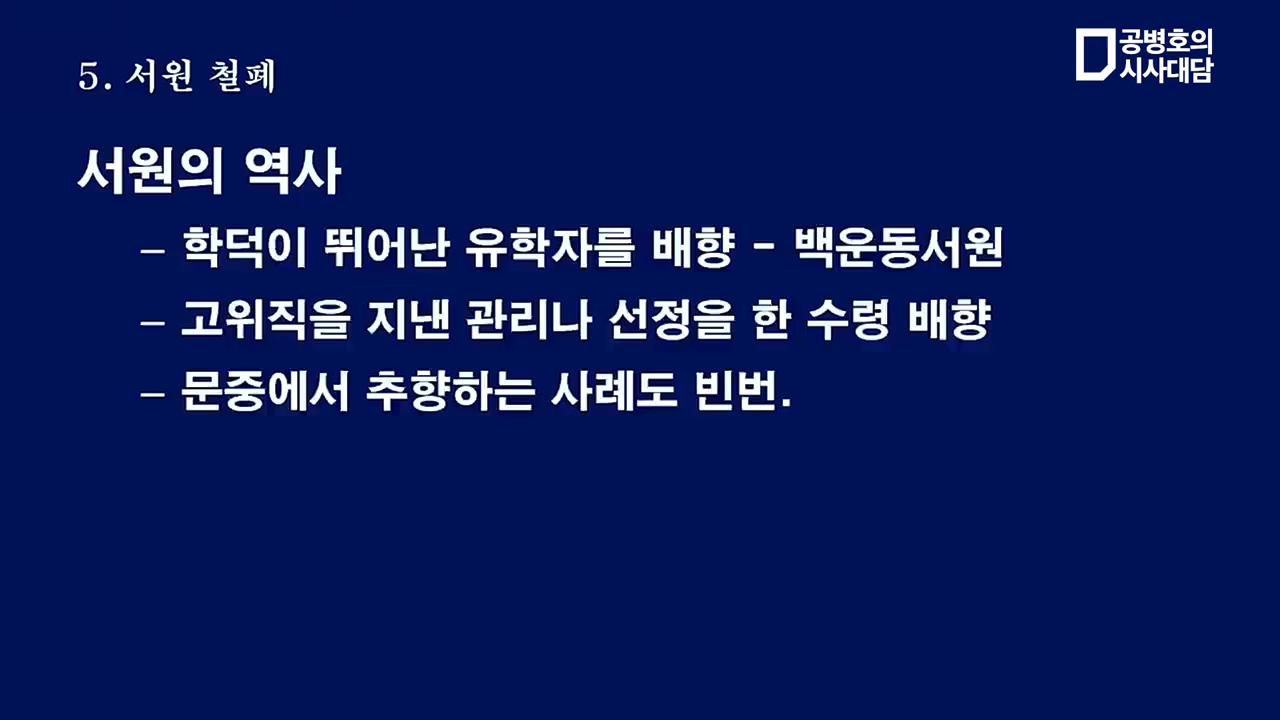 5. 서원 철폐
공병호의
시사대담
서원의 역사
– 학덕이 뛰어난 유학자를 배향 - 백운동서원
– 고위직을 지낸 관리나 선정을 한 수령 배향
– 문중에서 추향하는 사례도 빈번.